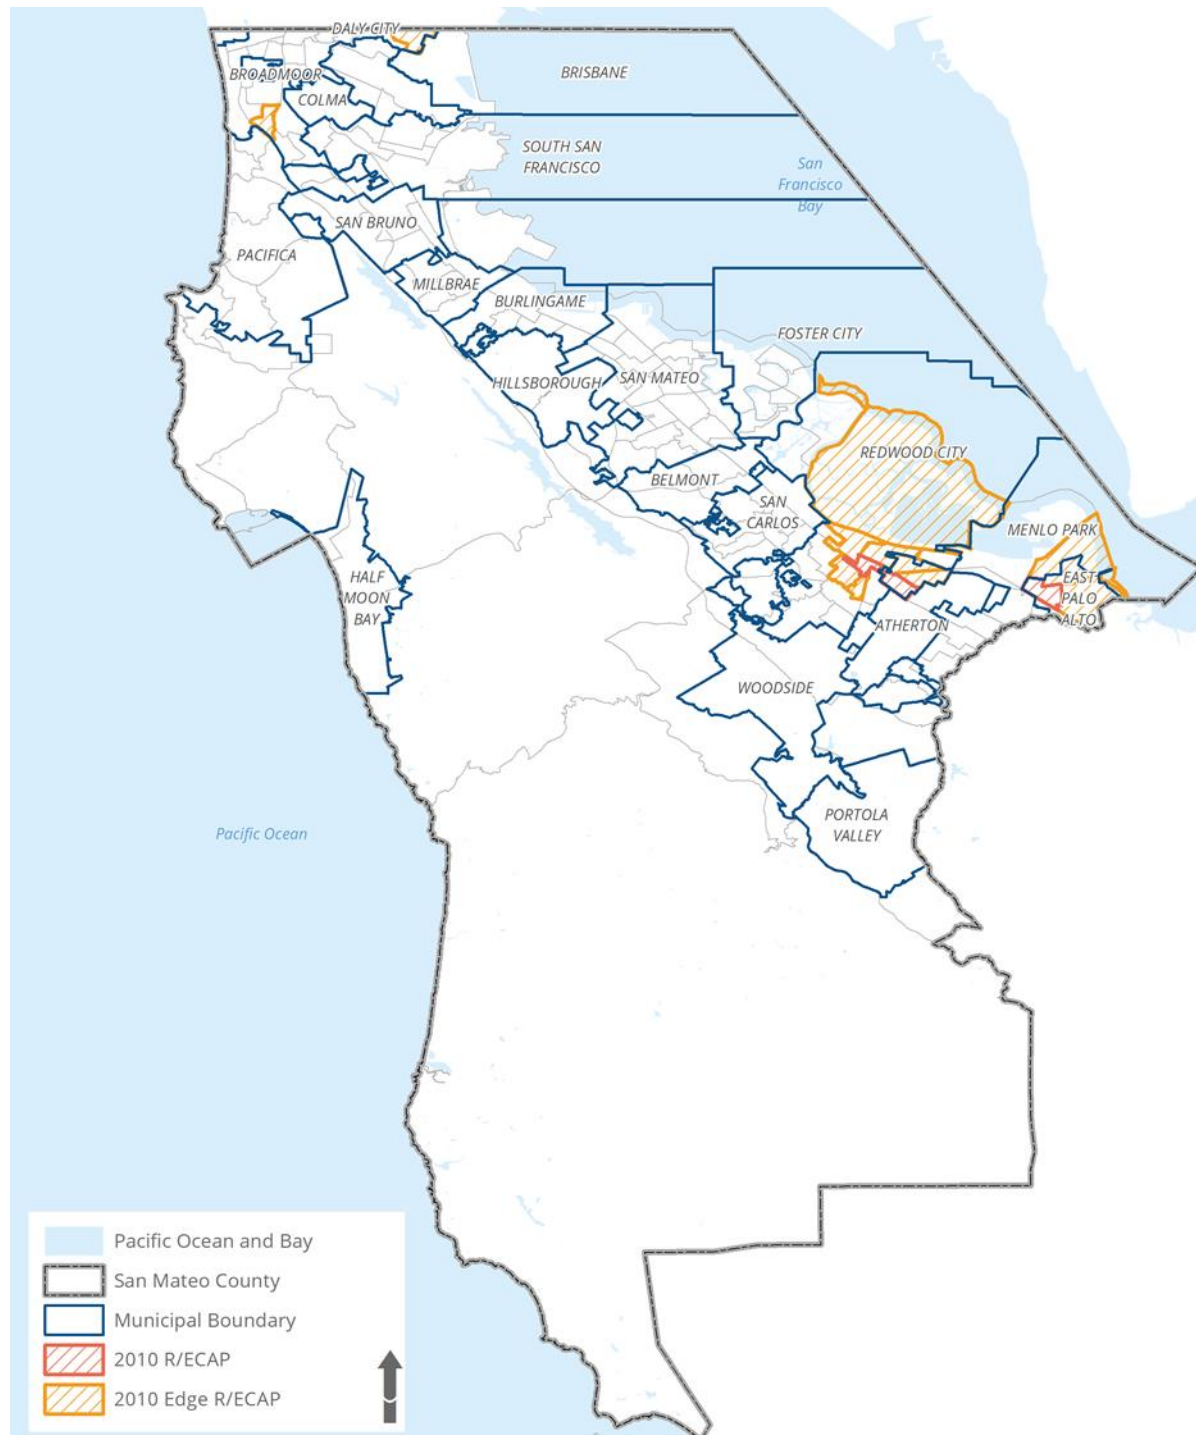 DALY CITY
BROADMOOR
BRISBANE
COLMA
SOUTH SAN
FRANCISCO
San
Francisco
Bay
SAN BRUNO
PACIFICA
MILLBRAE
BURLINGAME
FOSTER CITY
HILLSBOROUGH
SAN MATEO
REDWOOD CITY
BELMONT
SAN
CARLOS
MENLO PARK
HALF
MOON
BAY
EAST
PALO
ALTO
ATHERTON
WOODSIDE
PORTOLA
VALLEY
Pacific Ocean
Pacific Ocean and Bay
San Mateo County
Municipal Boundary
2010 R/ECAP
2010 Edge R/ECAP